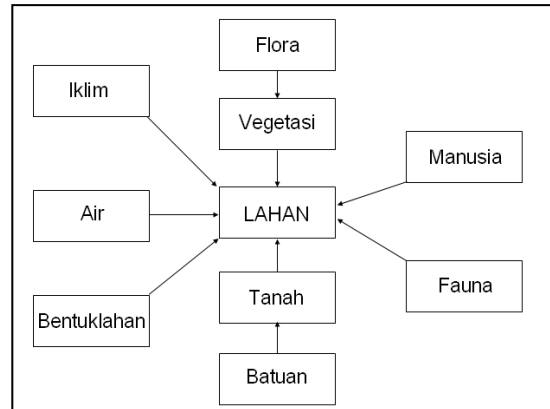 Flora
Iklim
Vegetasi
Manusia
Air
LAHAN
Fauna
Tanah
Bentuklahan
Batuan